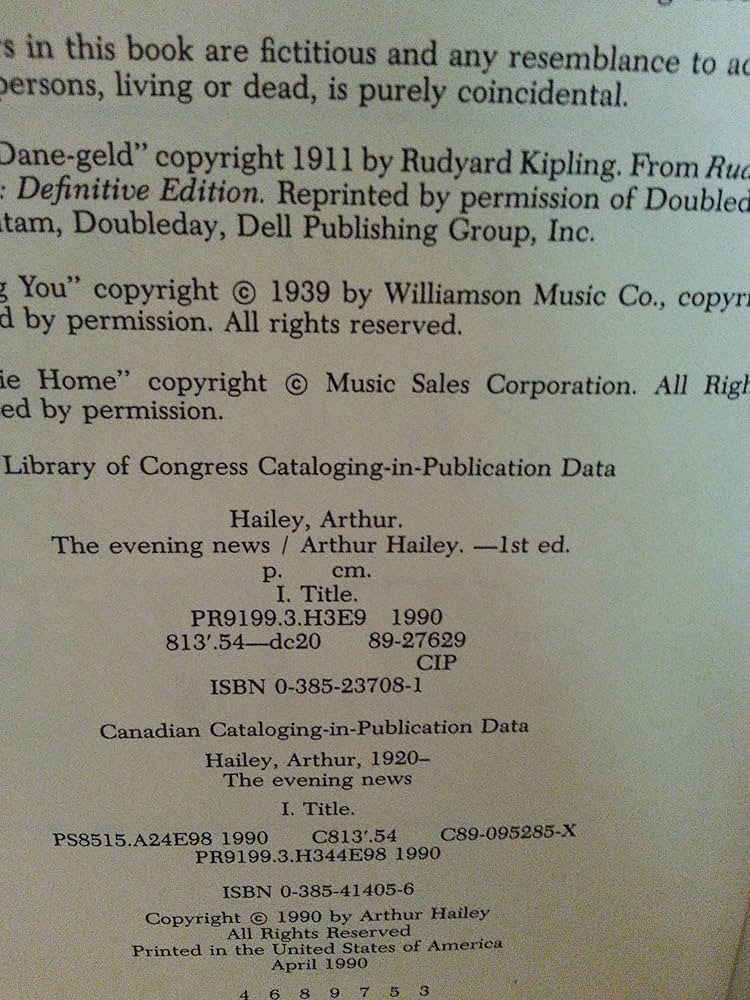 s in this book are fictitious and any resemblance to ac
persons, living or dead, is purely coincidental.
Dane-geld” copyright 1911 by Rudyard Kipling. From Rud
: Definitive Edition. Reprinted by permission of Doubled
tam, Doubleday, Dell Publishing Group, Inc.
g You” copyright © 1939 by Williamson Music Co., copyri
d by permission. All rights reserved.
ie Home” copyright © Music Sales Corporation. All Righ
ed by permission.
Library of Congress Cataloging-in-Publication Data
Hailey, Arthur.
The evening news / Arthur Hailey. —1st ed.
p. cm.
I. Title.
PR9199.3.H3E9 1990
813′.54—dc20 89-27629
CIP
ISBN 0-385-23708-1
Canadian Cataloging-in-Publication Data
Hailey, Arthur, 1920–
The evening news
I. Title.
PS8515.A24E98 1990 C813′.54 C89-095285-X
PR9199.3.H344E98 1990
ISBN 0-385-41405-6
Copyright © 1990 by Arthur Hailey
All Rights Reserved
Printed in the United States of America
April 1990
4 6 8 9 7 5 3